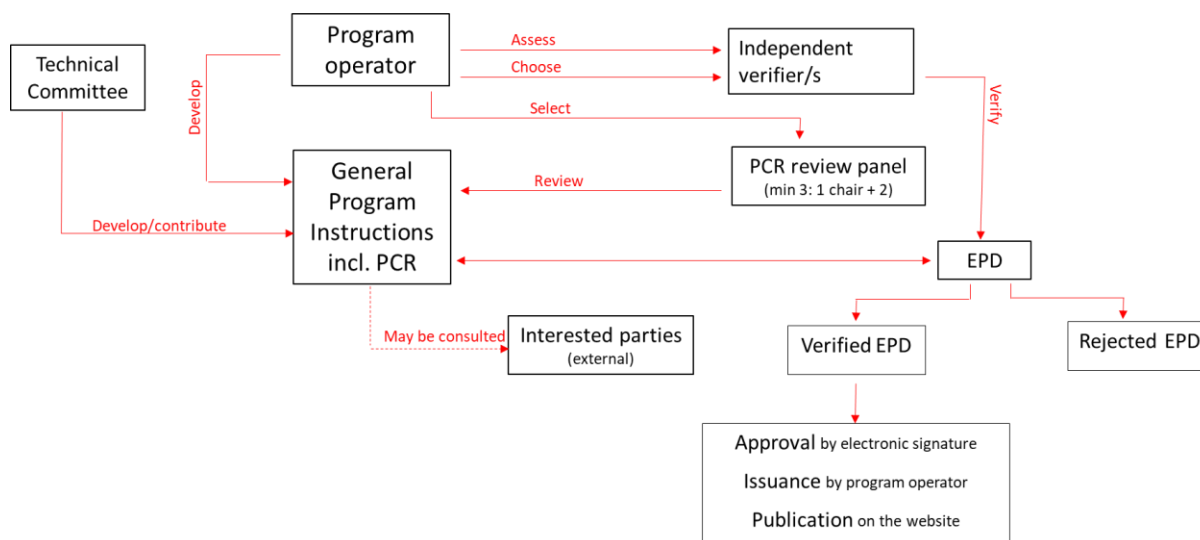 Program
operator
Assess
Choose
Independent
verifier/s
Technical
Committee
Develop
Select
Verify
General
Program
Instructions
incl. PCR
Review
PCR review panel
(min 3: 1 chair + 2)
Develop/contribute
EPD
May be consulted
Interested parties
(external)
Verified EPD
Rejected EPD
Approval by electronic signature
Issuance by program operator
Publication on the website